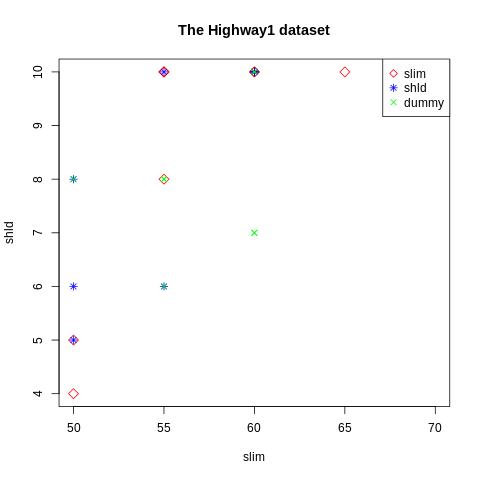 The Highway1 dataset
slim
shld
dummy
10
9
8
7
6
5
4
shld
50 55 60 65 70
slim